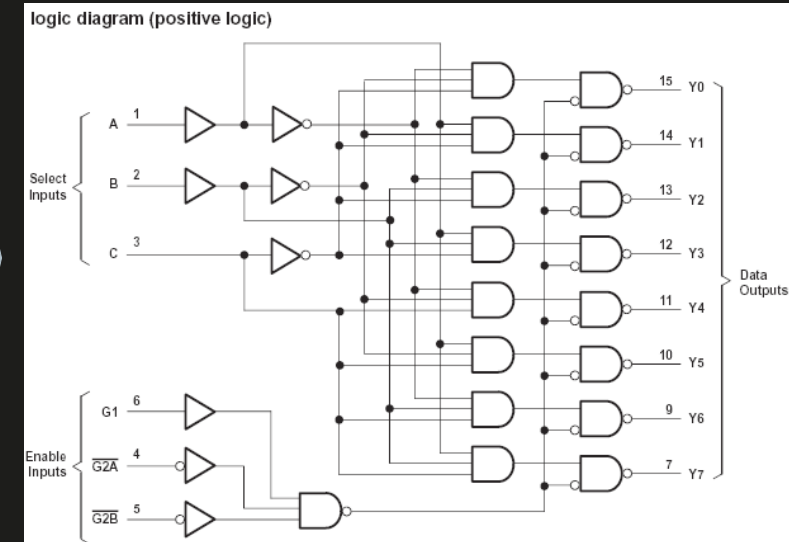 logic diagram (positive logic)
A 1
B 2
C 3
Select
Inputs
G1 6
G2A 4
G2B 5
Enable
Inputs
15 Y0
14 Y1
13 Y2
12 Y3
11 Y4
10 Y5
9 Y6
7 Y7
Data
Outputs